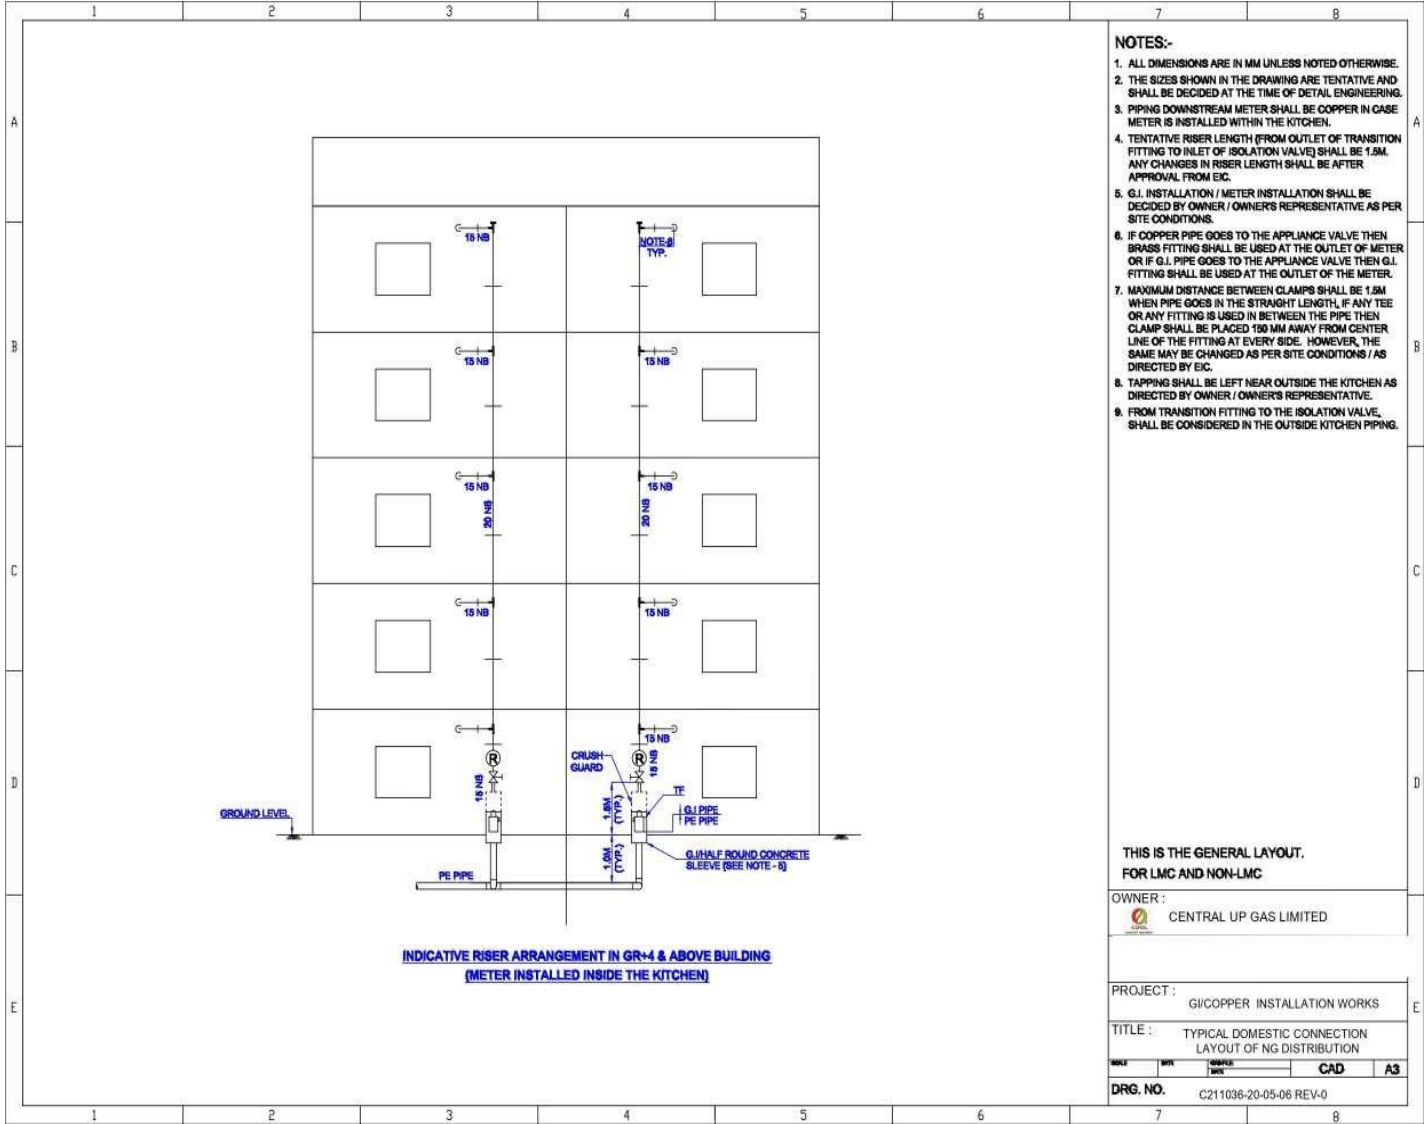 1 2 3 4 5 6 7 8
A
B
C
D
E
A
B
C
D
E
15 NB
NOTE-8
TYP.
15 NB
15 NB
15 NB
15 NB
20 NB
20 NB
15 NB
15 NB
15 NB
15 NB
R
R
15 NB
CRUSH
GUARD
1.5M
(TYP.)
TF
G.I PIPE
PE PIPE
GROUND LEVEL
1.0M
(TYP.)
G.I/HALF ROUND CONCRETE
SLEEVE (SEE NOTE - 5)
PE PIPE
INDICATIVE RISER ARRANGEMENT IN GR+4 & ABOVE BUILDING
(METER INSTALLED INSIDE THE KITCHEN)
NOTES:-
1. ALL DIMENSIONS ARE IN MM UNLESS NOTED OTHERWISE.
2. THE SIZES SHOWN IN THE DRAWING ARE TENTATIVE AND
SHALL BE DECIDED AT THE TIME OF DETAIL ENGINEERING.
3. PIPING DOWNSTREAM METER SHALL BE COPPER IN CASE
METER IS INSTALLED WITHIN THE KITCHEN.
4. TENTATIVE RISER LENGTH (FROM OUTLET OF TRANSITION
FITTING TO INLET OF ISOLATION VALVE) SHALL BE 1.5M.
ANY CHANGES IN RISER LENGTH SHALL BE AFTER
APPROVAL FROM EIC.
5. G.I. INSTALLATION / METER INSTALLATION SHALL BE
DECIDED BY OWNER / OWNER'S REPRESENTATIVE AS PER
SITE CONDITIONS.
6. IF COPPER PIPE GOES TO THE APPLIANCE VALVE THEN
BRASS FITTING SHALL BE USED AT THE OUTLET OF METER
OR IF G.I. PIPE GOES TO THE APPLIANCE VALVE THEN G.I.
FITTING SHALL BE USED AT THE OUTLET OF THE METER.
7. MAXIMUM DISTANCE BETWEEN CLAMPS SHALL BE 1.5M
WHEN PIPE GOES IN THE STRAIGHT LENGTH, IF ANY TEE
OR ANY FITTING IS USED IN BETWEEN THE PIPE THEN
CLAMP SHALL BE PLACED 150 MM AWAY FROM CENTER
LINE OF THE FITTING AT EVERY SIDE. HOWEVER, THE
SAME MAY BE CHANGED AS PER SITE CONDITIONS / AS
DIRECTED BY EIC.
8. TAPPING SHALL BE LEFT NEAR OUTSIDE THE KITCHEN AS
DIRECTED BY OWNER / OWNER'S REPRESENTATIVE.
9. FROM TRANSITION FITTING TO THE ISOLATION VALVE,
SHALL BE CONSIDERED IN THE OUTSIDE KITCHEN PIPING.
THIS IS THE GENERAL LAYOUT.
FOR LMC AND NON-LMC
OWNER :
CENTRAL UP GAS LIMITED
PROJECT :
GI/COPPER INSTALLATION WORKS
TITLE :
TYPICAL DOMESTIC CONNECTION
LAYOUT OF NG DISTRIBUTION
SCALE DATE
DATE
CAD A3
DRG. NO. C211036-20-05-06 REV-0
1 2 3 4 5 6 7 8